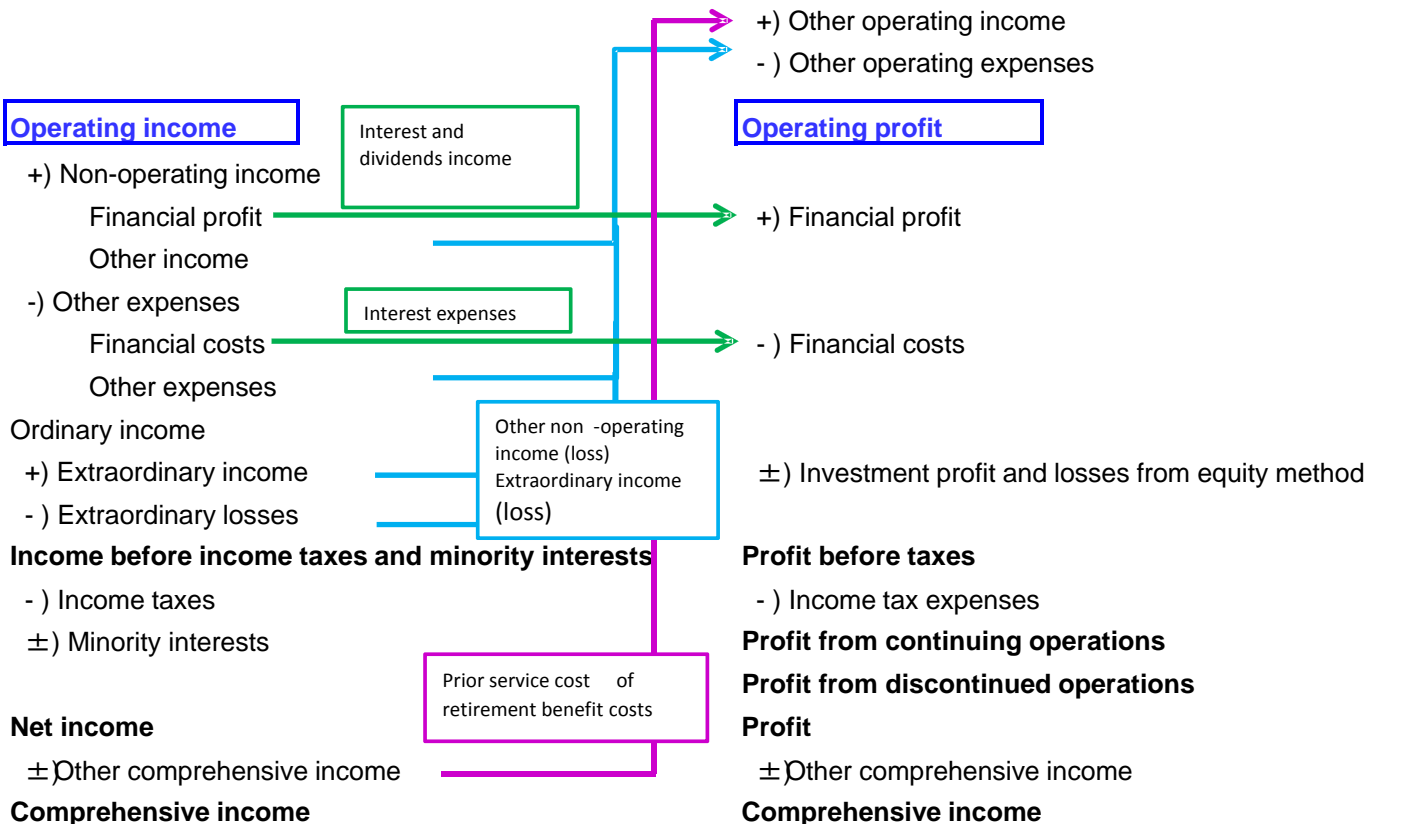 +) Other operating income
- ) Other operating expenses
Operating income
Interest and
dividends income
Operating profit
+) Non-operating income
Financial profit
+) Financial profit
Other income
-) Other expenses
Interest expenses
Financial costs
- ) Financial costs
Other expenses
Ordinary income
Other non -operating
income (loss)
Extraordinary income
(loss)
+) Extraordinary income
±) Investment profit and losses from equity method
- ) Extraordinary losses
Income before income taxes and minority interests
Profit before taxes
- ) Income taxes
- ) Income tax expenses
±) Minority interests
Profit from continuing operations
Prior service cost of
retirement benefit costs
Profit from discontinued operations
Net income
Profit
±)Other comprehensive income
±)Other comprehensive income
Comprehensive income
Comprehensive income